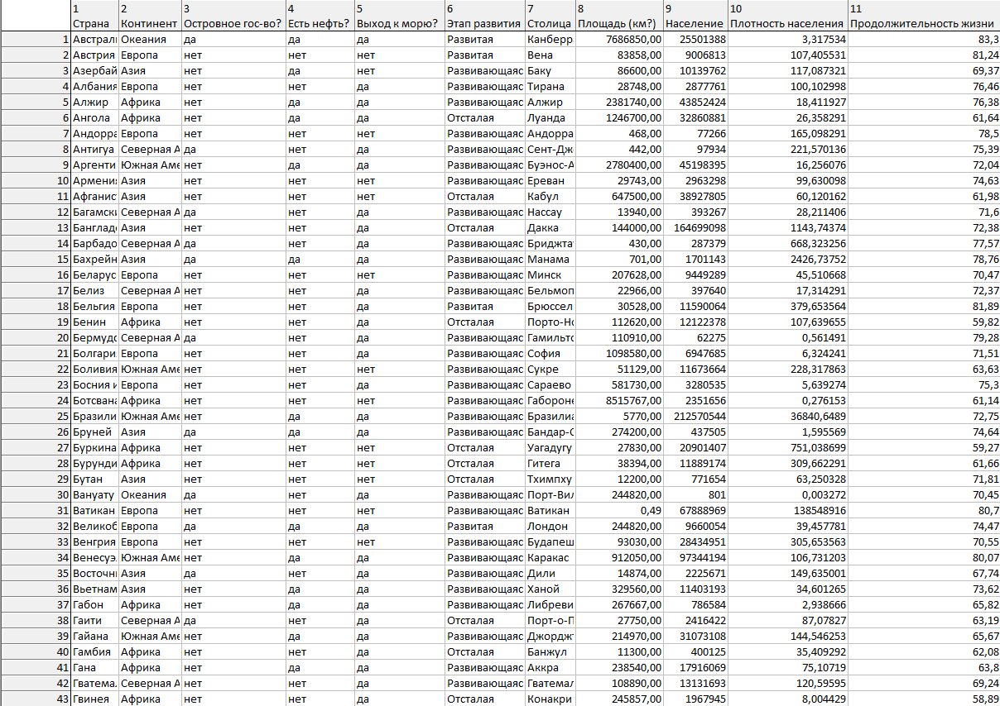 1 2 3 4 5 6 7 8 9 10 11
Страна Континент Островное гос-во? Есть нефть? Выход к морю? Этап развития Столица Площадь (км?) Население Плотность населения Продолжительность жизни
1 Австрал Океания да да да Развитая Канберр 7686850,00 25501388 3,317534 83,3
2 Австрия Европа нет нет нет Развитая Вена 83858,00 9006813 107,405531 81,24
3 Азербай Азия нет да нет Развивающаяс Баку 86600,00 10139762 117,087321 69,37
4 Албания Европа нет нет да Развивающаяс Тирана 28748,00 2877761 100,102998 76,46
5 Алжир Африка нет да да Развивающаяс Алжир 2381740,00 43852424 18,411927 76,38
6 Ангола Африка нет да да Отсталая Луанда 1246700,00 32860881 26,358291 61,64
7 Андорра Европа нет нет нет Развивающаяс Андорра 468,00 77266 165,098291 78,5
8 Антигуа Северная А да нет да Развивающаяс Сент-Дж 442,00 97934 221,570136 75,39
9 Аргенти Южная Аме нет да да Развивающаяс Буэнос-А 2780400,00 45198395 16,256076 72,04
10 Армения Азия нет нет нет Развивающаяс Ереван 29743,00 2963298 99,630098 74,63
11 Афганис Азия нет нет нет Отсталая Кабул 647500,00 38927805 60,120162 61,98
12 Багамски Северная А да нет да Развивающаяс Нассау 13940,00 393267 28,211406 71,6
13 Бангладе Азия нет нет да Отсталая Дакка 144000,00 164699098 1143,74374 72,38
14 Барбадо Северная А да нет да Развивающаяс Бриджта 430,00 287379 668,323256 77,57
15 Бахрейн Азия да да да Развивающаяс Манама 701,00 1701143 2426,73752 78,76
16 Беларус Европа нет нет нет Развивающаяс Минск 207628,00 9449289 45,510668 70,47
17 Белиз Северная А нет нет да Развивающаяс Бельмоп 22966,00 397640 17,314291 72,37
18 Бельгия Европа нет нет да Развитая Брюссел 30528,00 11590064 379,653564 81,89
19 Бенин Африка нет нет да Отсталая Порто-Но 112620,00 12122378 107,639655 59,82
20 Бермудс Северная А да нет да Развивающаяс Гамильто 110910,00 62275 0,561491 79,28
21 Болгари Европа нет нет да Развивающаяс София 1098580,00 6947685 6,324241 71,51
22 Боливия Южная Аме нет нет нет Развивающаяс Сукре 51129,00 11673664 228,317863 63,63
23 Босния и Европа нет нет да Развивающаяс Сараево 581730,00 3280535 5,639274 75,3
24 Ботсвана Африка нет нет нет Развивающаяс Габороне 8515767,00 2351656 0,276153 61,14
25 Бразили Южная Аме нет да да Развивающаяс Бразилиа 5770,00 212570544 36840,6489 72,75
26 Бруней Азия да да да Развивающаяс Бандар-С 274200,00 437505 1,595569 74,64
27 Буркина Африка нет нет нет Отсталая Уагадугу 27830,00 20901407 751,038699 59,27
28 Бурунди Африка нет нет нет Отсталая Гитега 38394,00 11889174 309,662291 61,66
29 Бутан Азия нет нет нет Отсталая Тхимпху 12200,00 771654 63,250328 71,81
30 Вануату Океания да нет да Развивающаяс Порт-Вил 244820,00 801 0,003272 70,45
31 Ватикан Европа нет нет нет Развивающаяс Ватикан 0,49 67888969 138548916 80,7
32 Великоб Европа да да да Развитая Лондон 244820,00 9660054 39,457781 74,47
33 Венгрия Европа нет нет нет Развивающаяс Будапеш 93030,00 28434951 305,653563 70,55
34 Венесуэ. Южная Аме нет да да Развивающаяс Каракас 912050,00 97344194 106,731203 80,07
35 Восточн Азия да нет да Развивающаяс Дили 14874,00 2225671 149,635001 67,74
36 Вьетнам Азия нет да да Развивающаяс Ханой 329560,00 11403193 34,601265 73,62
37 Габон Африка нет да да Развивающаяс Либреви 267667,00 786584 2,938666 65,82
38 Гаити Северная А да нет да Отсталая Порт-о-П 27750,00 2416422 87,07827 63,19
39 Гайана Южная Аме нет да да Развивающаяс Джордж 214970,00 31073108 144,546253 65,67
40 Гамбия Африка нет нет да Отсталая Банжул 11300,00 400125 35,409292 62,08
41 Гана Африка нет да да Развивающаяс Аккра 238540,00 17916069 75,10719 63,8
42 Гватемал Северная А нет нет да Развивающаяс Гватемал 108890,00 13131693 120,59595 69,24
43 Гвинея Африка нет нет да Отсталая Конакри 245857,00 1967945 8,004429 58,89